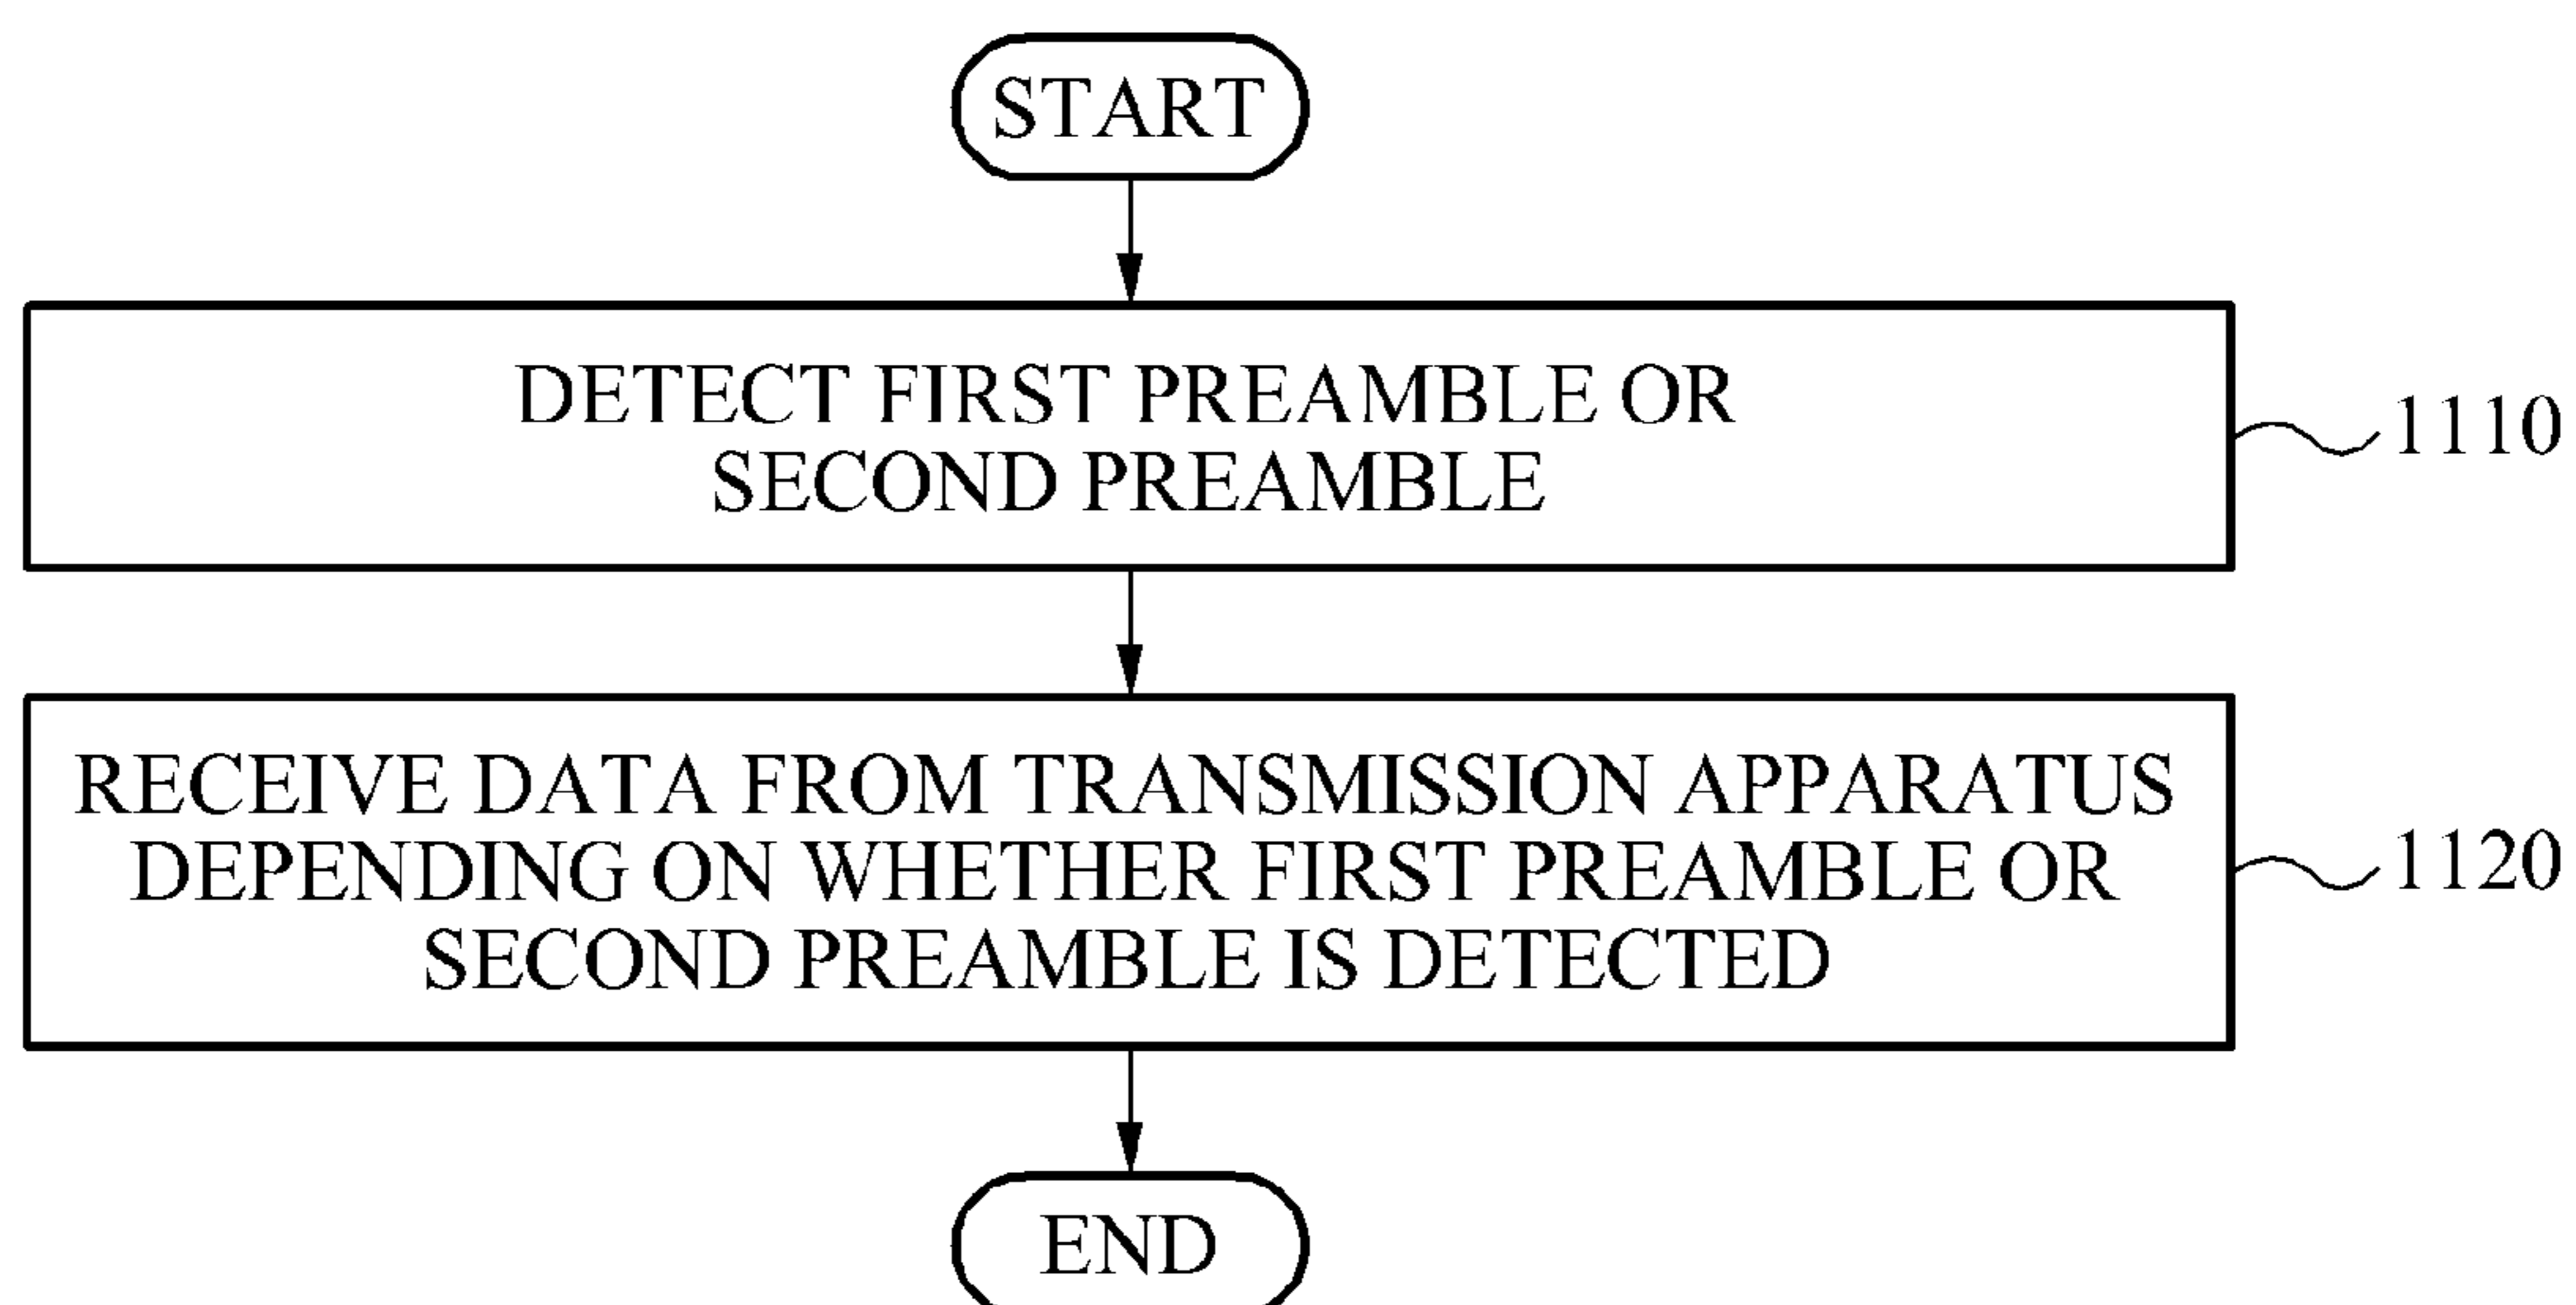 START
DETECT FIRST PREAMBLE OR
SECOND PREAMBLE
1110
RECEIVE DATA FROM TRANSMISSION APPARATUS
DEPENDING ON WHETHER FIRST PREAMBLE OR
SECOND PREAMBLE IS DETECTED
1120
END